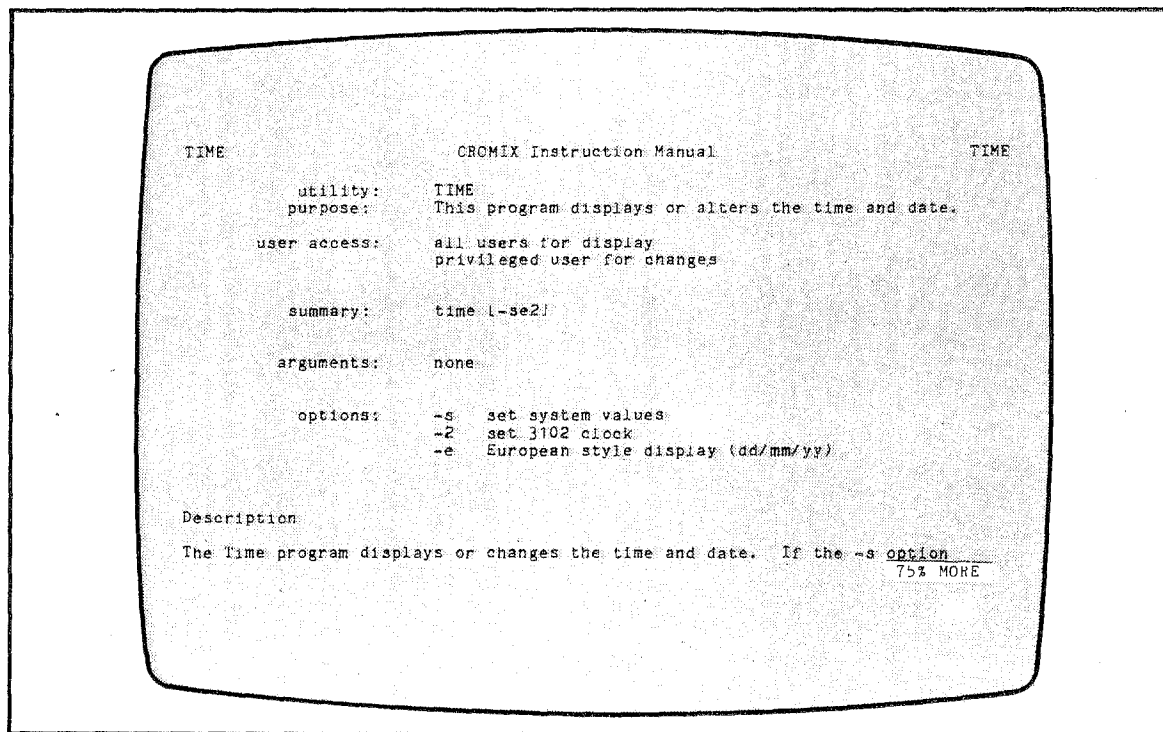 TIME CROMIX Instruction Manual TIME
utility: TIME
purpose: This program displays or alters the time and date.
user access: all users for display
privileged user for changes
summary: time [-se2]
arguments: none
options: -s set system values
-2 set 3102 clock
-e European style display (dd/mm/yy)
Description
The Time program displays or changes the time and date. If the -s option
75% MORE